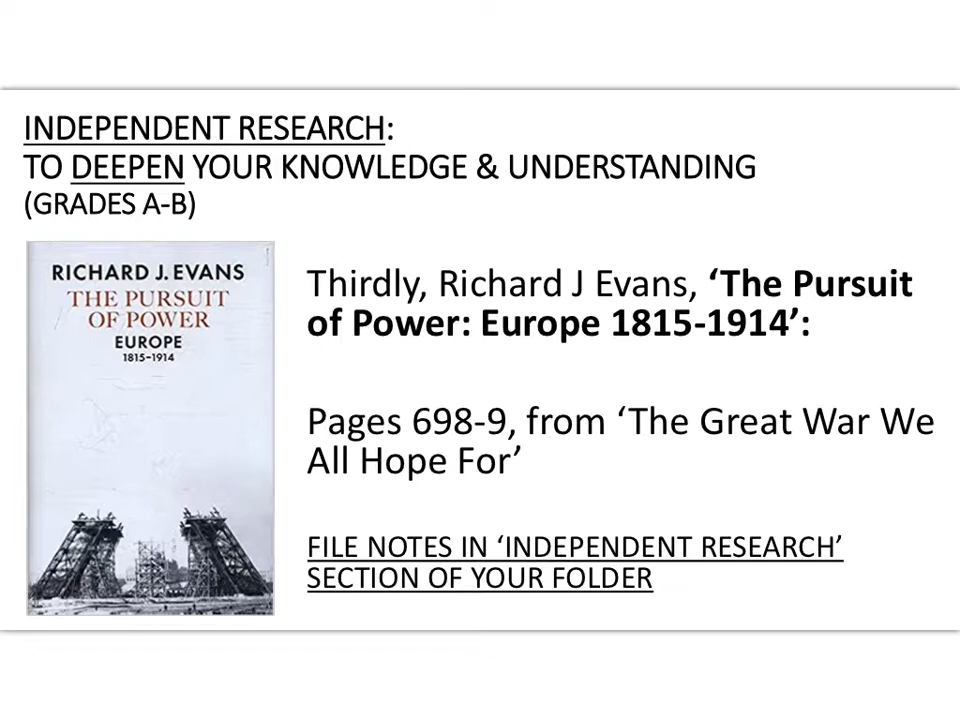 INDEPENDENT RESEARCH:
TO DEEPEN YOUR KNOWLEDGE & UNDERSTANDING
(GRADES A-B)
RICHARD J. EVANS
THE PURSUIT
OF POWER
EUROPE
1815–1914
Thirdly, Richard J Evans, ‘The Pursuit
of Power: Europe 1815-1914’:
Pages 698-9, from ‘The Great War We
All Hope For’
FILE NOTES IN ‘INDEPENDENT RESEARCH’
SECTION OF YOUR FOLDER